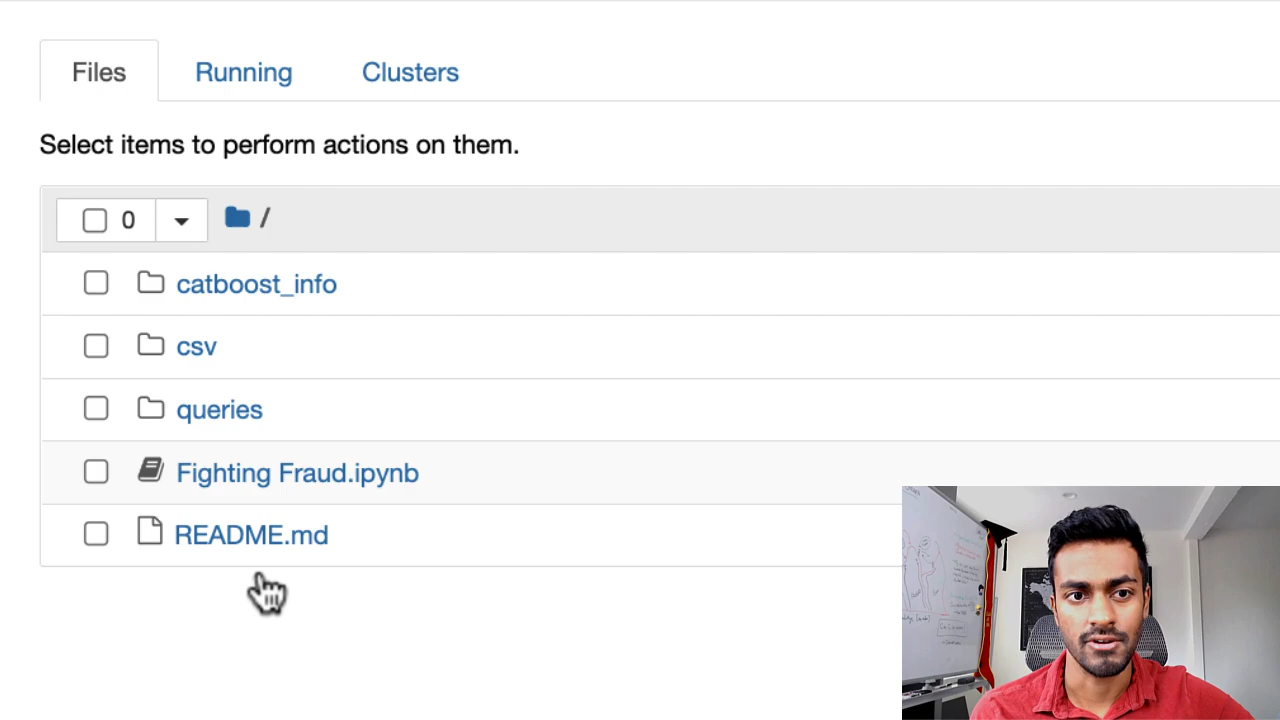 Files Running Clusters
Select items to perform actions on them.
0 /
catboost_info
csv
queries
Fighting Fraud.ipynb
README.md